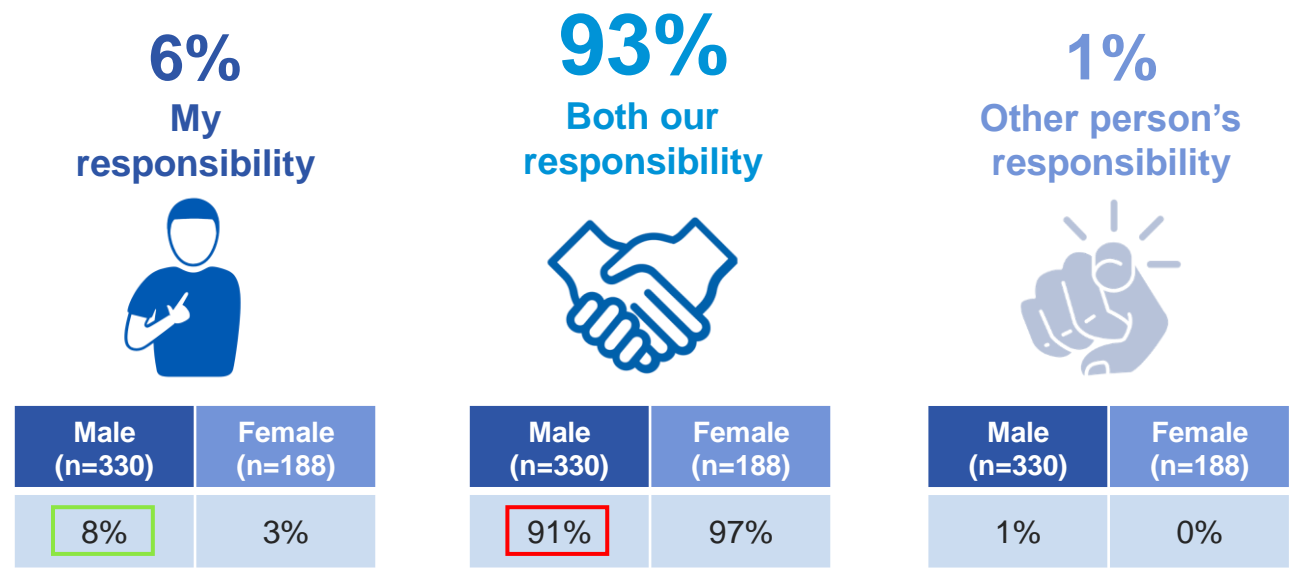 6%
My
responsibility
93%
Both our
responsibility
1%
Other person's
responsibility
Male
(n=330)
Female
(n=188)
8%
3%
Male
(n=330)
Female
(n=188)
91%
97%
Male
(n=330)
Female
(n=188)
1%
0%